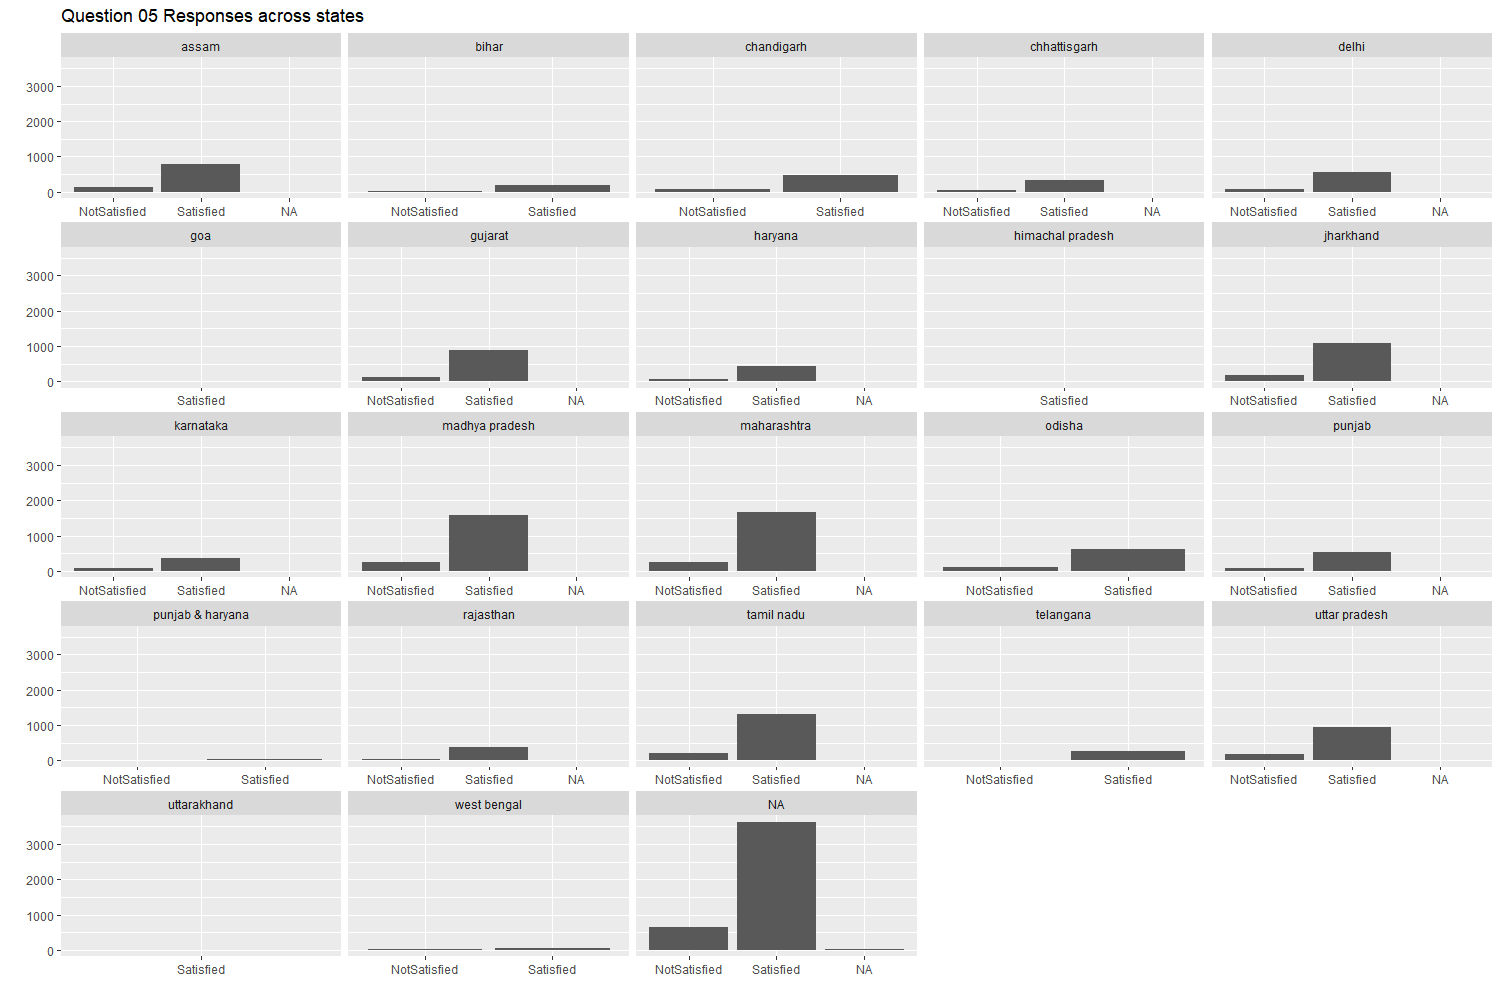 Question 05 Responses across states
assam bihar chandigarh chhattisgarh delhi
3000
2000
1000
0
NotSatisfied Satisfied NA NotSatisfied Satisfied NotSatisfied Satisfied NotSatisfied Satisfied NA NotSatisfied Satisfied NA
goa gujarat haryana himachal pradesh jharkhand
3000
2000
1000
0
Satisfied NotSatisfied Satisfied NA NotSatisfied Satisfied NA Satisfied NotSatisfied Satisfied NA
karnataka madhya pradesh maharashtra odisha punjab
3000
2000
1000
0
NotSatisfied Satisfied NA NotSatisfied Satisfied NA NotSatisfied Satisfied NA NotSatisfied Satisfied NotSatisfied Satisfied NA
punjab & haryana rajasthan tamil nadu telangana uttar pradesh
3000
2000
1000
0
NotSatisfied Satisfied NotSatisfied Satisfied NA NotSatisfied Satisfied NA NotSatisfied Satisfied NotSatisfied Satisfied NA
uttarakhand west bengal NA
3000
2000
1000
0
Satisfied NotSatisfied Satisfied NotSatisfied Satisfied NA